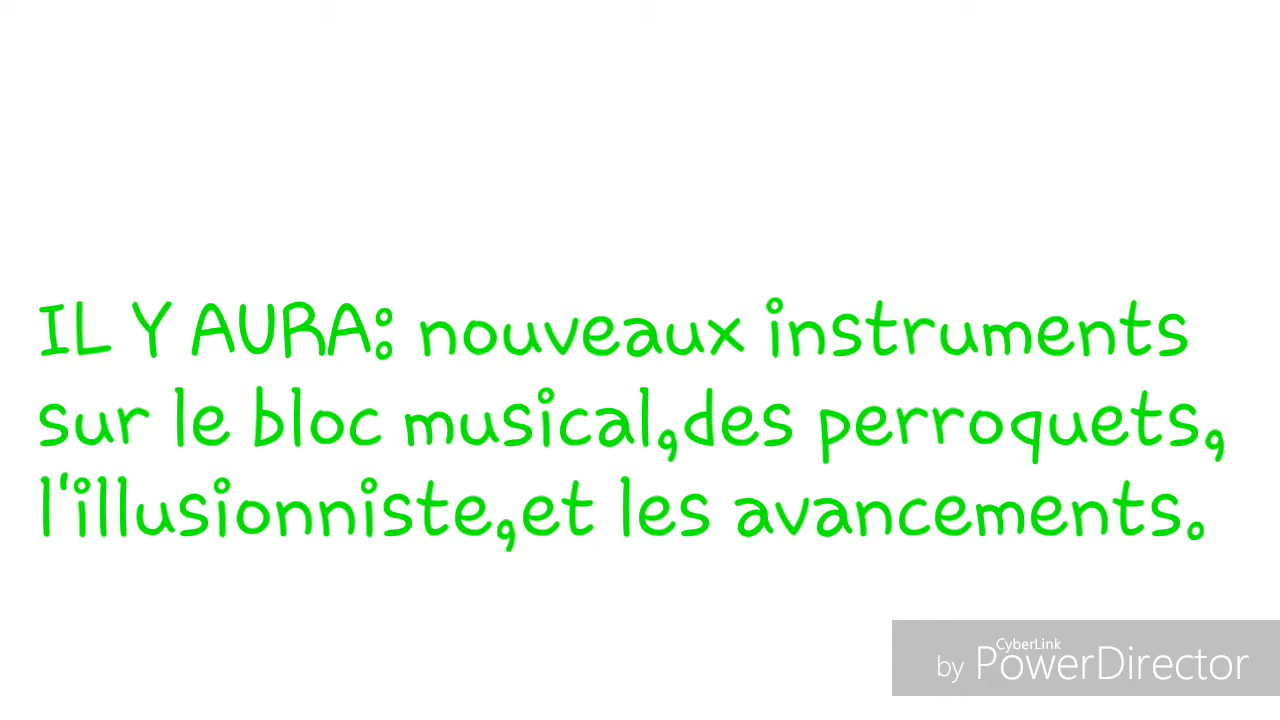 IL Y AURA: nouveaux instruments
sur le bloc musical,des perroquets,
l'illusionniste,et les avancements.
CyberLink
by PowerDirector